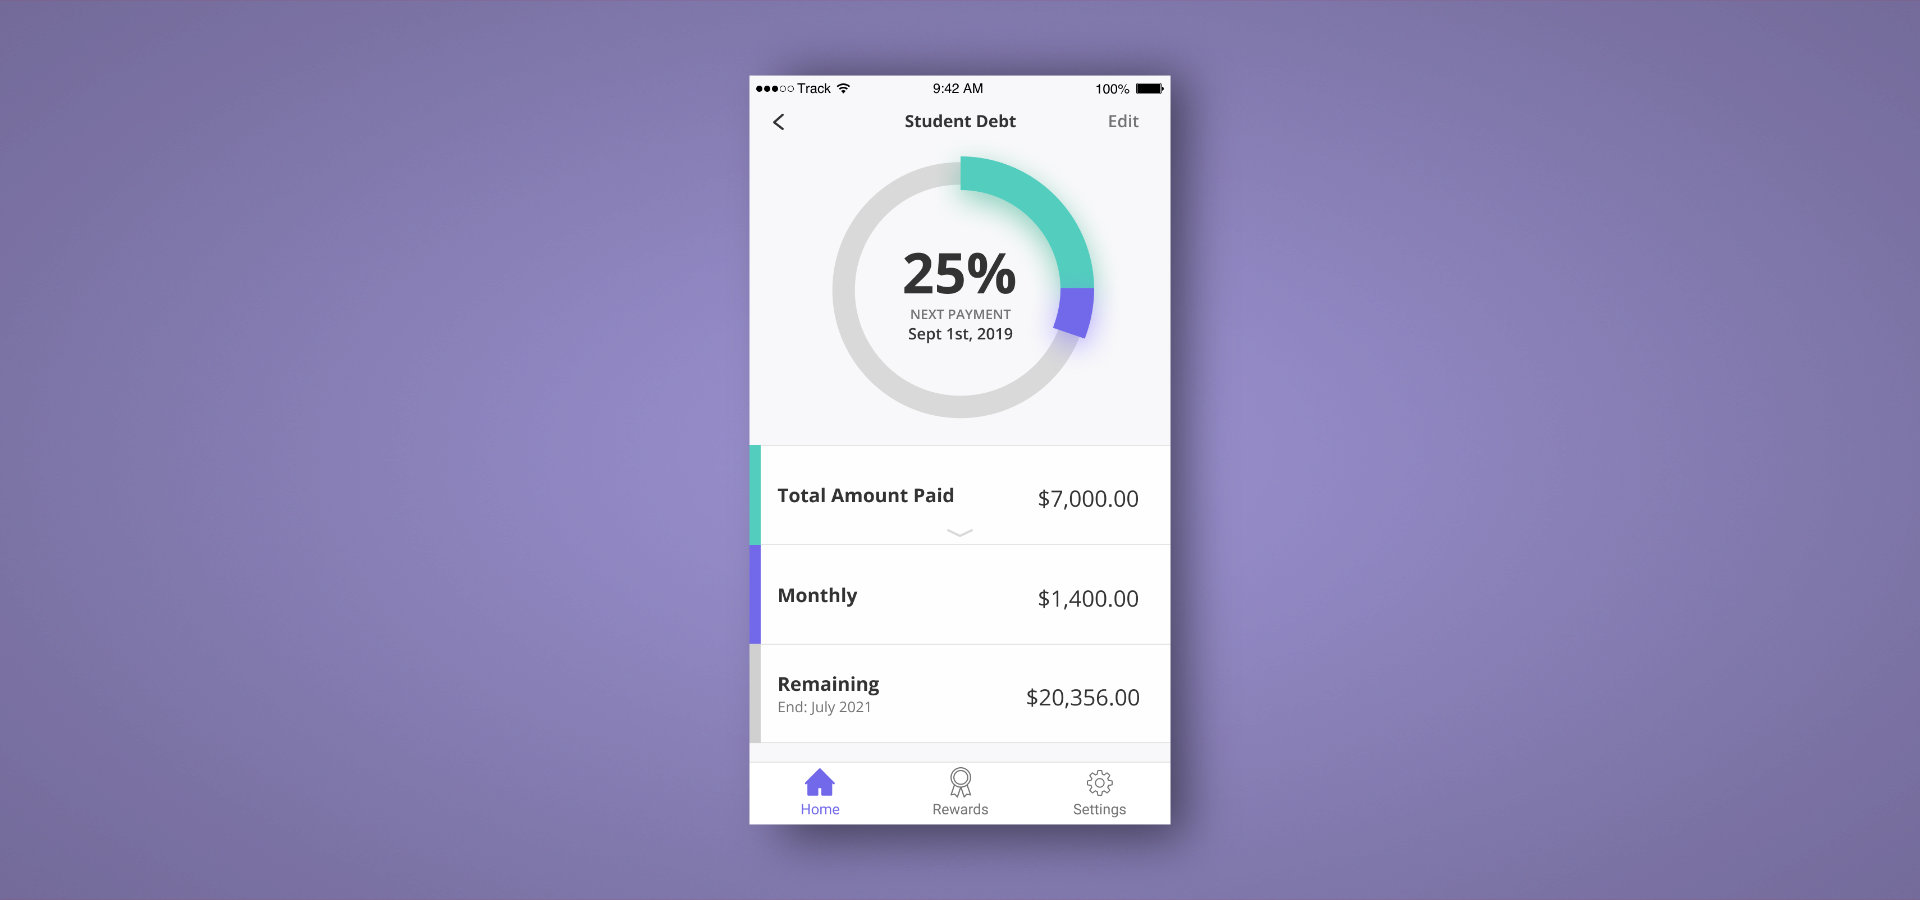 Track 9:42 AM 100%
Student Debt Edit
25%
NEXT PAYMENT
Sept 1st, 2019
Total Amount Paid $7,000.00
Monthly $1,400.00
Remaining $20,356.00
End: July 2021
Home Rewards Settings